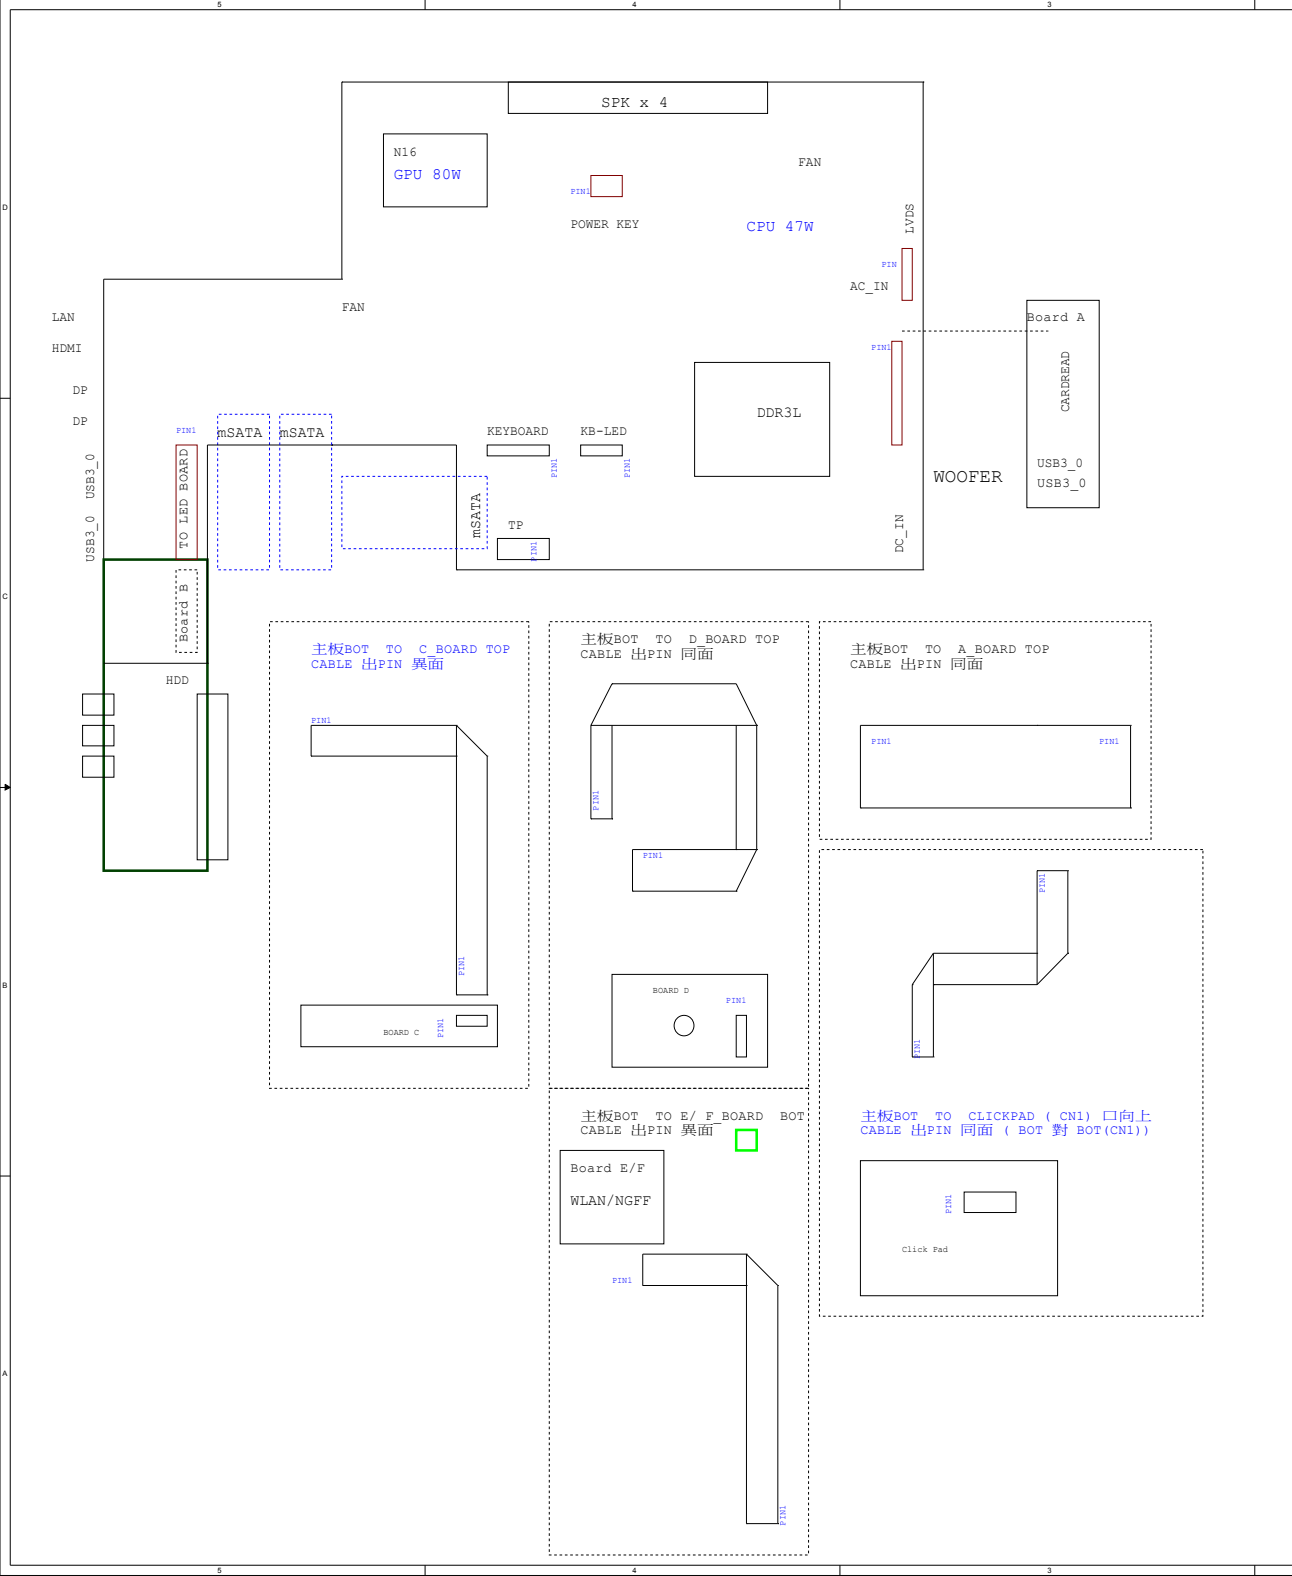 5 4 3
SPK x 4
N16
GPU 80W
FAN
PIN1
POWER KEY
CPU 47W
LVDS
D
PIN
AC_IN
FAN
LAN
HDMI
DP
DP
Board A
CARDREAD
USB3_0
USB3_0
PIN1
DDR3L
PIN1
mSATA
mSATA
KEYBOARD
KB-LED
PIN1
PIN1
USB3_0
USB3_0
TO LED BOARD
mSATA
TP
PIN1
WOOFER
DC_IN
C
Board B
HDD
主板BOT TO C_BOARD TOP
CABLE 出PIN 異面
PIN1
PIN1
BOARD C
PIN1
主板BOT TO D_BOARD TOP
CABLE 出PIN 同面
PIN1
PIN1
BOARD D
PIN1
主板BOT TO A_BOARD TOP
CABLE 出PIN 同面
PIN1
PIN1
B
PIN1
PIN1
主板BOT TO E/ F_BOARD BOT
CABLE 出PIN 異面
Board E/F
WLAN/NGFF
PIN1
PIN1
主板BOT TO CLICKPAD ( CN1) 口向上
CABLE 出PIN 同面 ( BOT 對 BOT(CN1))
PIN1
Click Pad
A
5 4 3